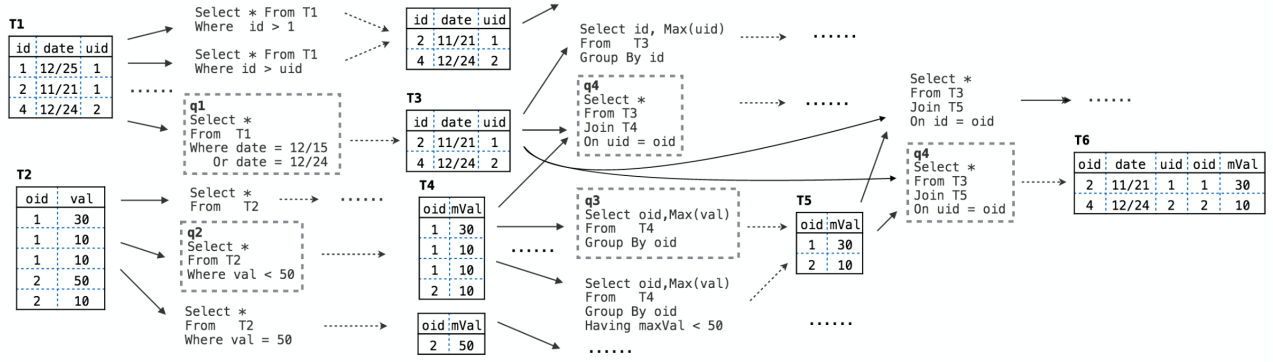 T1
id date uid
1 12/25 1
2 11/21 1
4 12/24 2
Select * From T1
Where id > 1
Select * From T1
Where id > uid
......
q1
Select *
From T1
Where date = 12/15
Or date = 12/24
id date uid
2 11/21 1
4 12/24 2
T3
id date uid
2 11/21 1
4 12/24 2
T2
oid val
1 30
1 10
1 10
2 50
2 10
Select *
From T2
......
q2
Select *
From T2
Where val < 50
Select *
From T2
Where val = 50
T4
oid mVal
1 30
1 10
1 10
2 10
oid mVal
2 50
Select id, Max(uid)
From T3
Group By id
......
q4
Select *
From T3
Join T4
On uid = oid
......
q3
Select oid,Max(val)
From T4
Group By oid
......
Select oid,Max(val)
From T4
Group By oid
Having maxVal < 50
......
T5
oid mVal
1 30
2 10
......
Select *
From T3
Join T5
On id = oid
......
q4
Select *
From T3
Join T5
On uid = oid
T6
oid date uid oid mVal
2 11/21 1 1 30
4 12/24 2 2 10